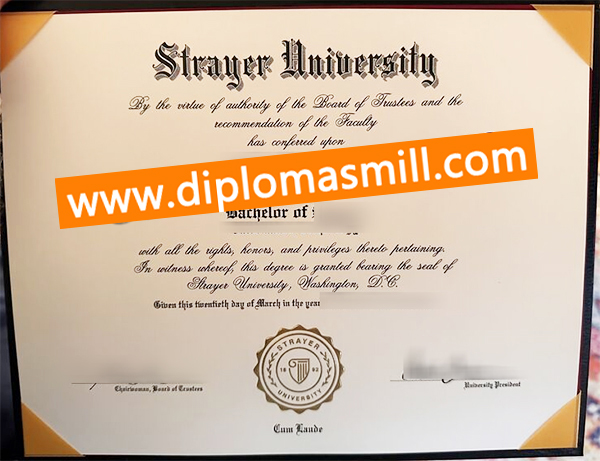 Strayer University
By the virtue of authority of the Board of Trustees and the
recommendation of the Faculty
has conferred upon
www.diplomasmill.com
Bachelor of
with all the rights, honors, and privileges thereto pertaining.
In witness whereof, this degree is granted bearing the seal of
Strayer University, Washington, D.C.
Given this twentieth day of March in the year
STRAYER
18 92
UNIVERSITY
Chairwoman, Board of Trustees
University President
Cum Laude